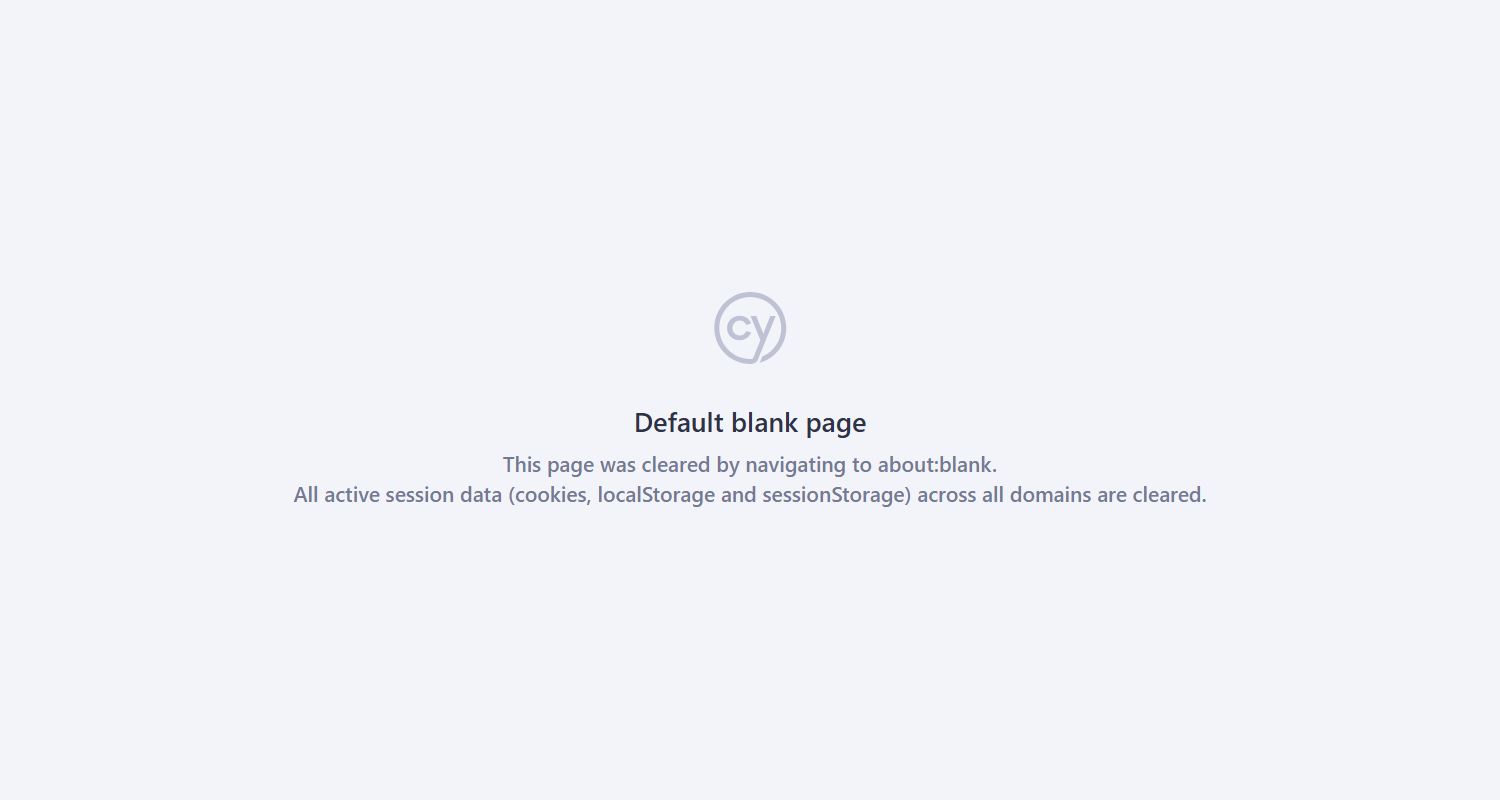 cy
Default blank page
This page was cleared by navigating to about:blank.
All active session data (cookies, localStorage and sessionStorage) across all domains are cleared.